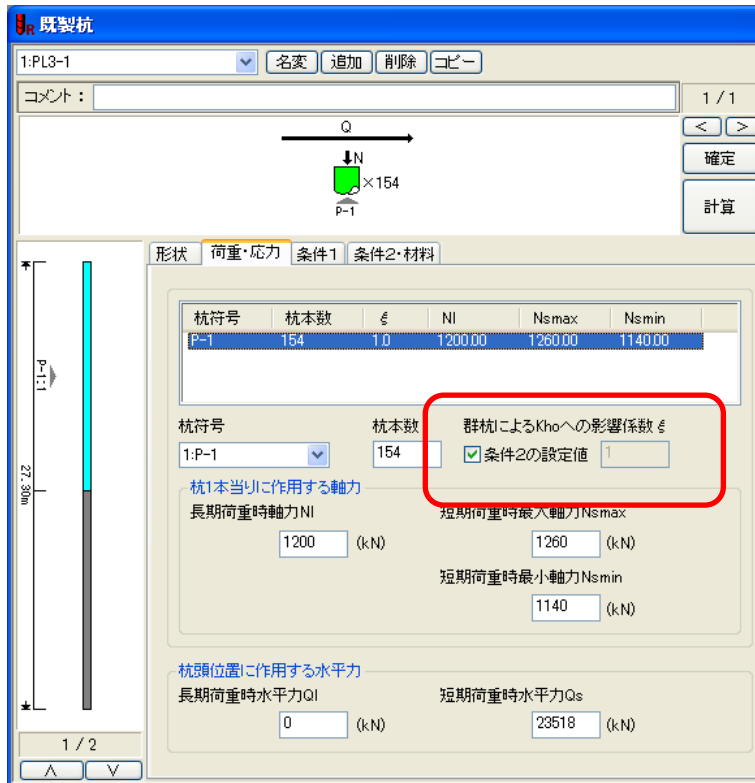 既製杭
1:PL3-1 名変 追加 削除 コピー
コメント： 1/1
Q
< >
↓N
確定
×154
P-1
計算
形状 荷重・応力 条件1 条件2・材料
杭符号 杭本数 ξ Nl Nsmax Nsmin
P-1 154 1.0 1200.00 1260.00 1140.00
P-1:1
杭符号 杭本数 群杭によるKhoへの影響係数 ξ
1:P-1 154 条件2の設定値 1
27.30m
杭1本当りに作用する軸力
長期荷重時軸力Nl 短期荷重時最大軸力Nsmax
1200 (kN) 1260 (kN)
短期荷重時最小軸力Nsmin
1140 (kN)
杭頭位置に作用する水平力
長期荷重時水平力Ql 短期荷重時水平力Qs
0 (kN) 23518 (kN)
1/2
∧ ∨